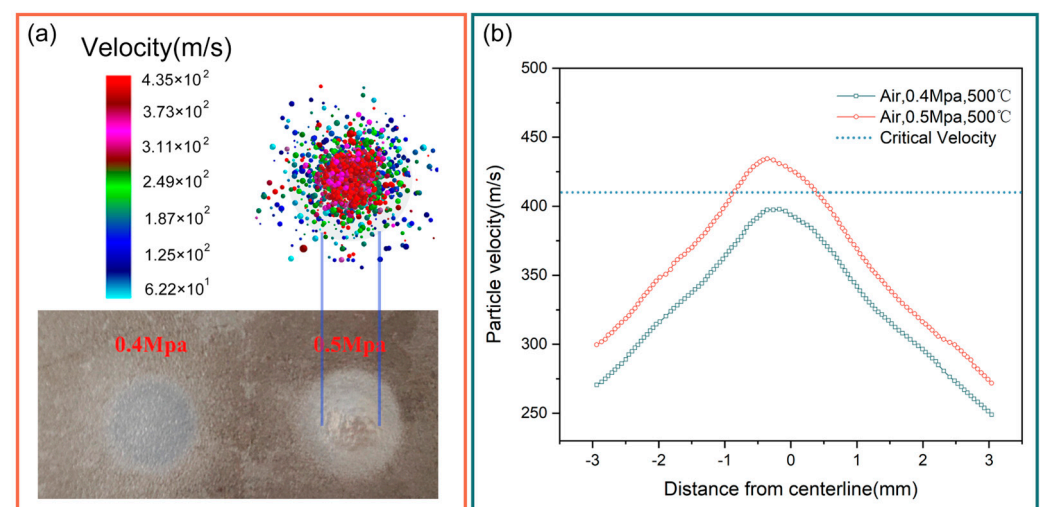 (a)
Velocity(m/s)
4.35×10²
3.73×10²
3.11×10²
2.49×10²
1.87×10²
1.25×10²
6.22×10¹
0.4Mpa
0.5Mpa
(b)
500
450
400
350
300
250
Particle velocity(m/s)
Air,0.4Mpa,500℃
Air,0.5Mpa,500℃
Critical Velocity
-3
-2
-1
0
1
2
3
Distance from centerline(mm)